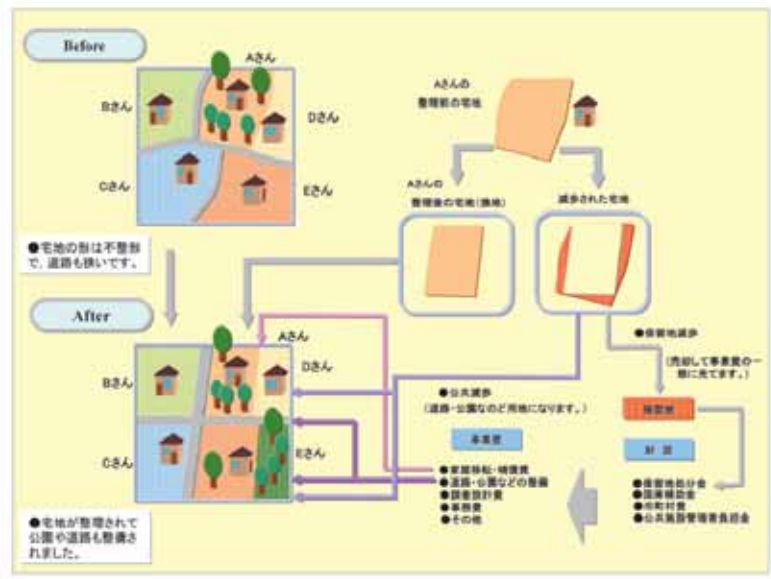 Before
Aさん
Bさん
Dさん
Cさん
Eさん
●宅地の形は不整形
で、道路も狭いです。
Aさんの
整理前の宅地
Aさんの
整理後の宅地(換地)
減歩された宅地
After
Aさん
Bさん
Dさん
Cさん
Eさん
●宅地が整理されて
公園や道路も整備さ
れました。
●公共減歩
(道路・公園なのど用地になります。)
●保留地減歩
(売却して事業費の一
部に充てます。)
保留地
事業費
財源
●家屋移転・補償費
●道路・公園などの整備
●調査設計費
●事務費
●その他
●保留地処分金
●国庫補助金
●市町村費
●公共施設管理者負担金